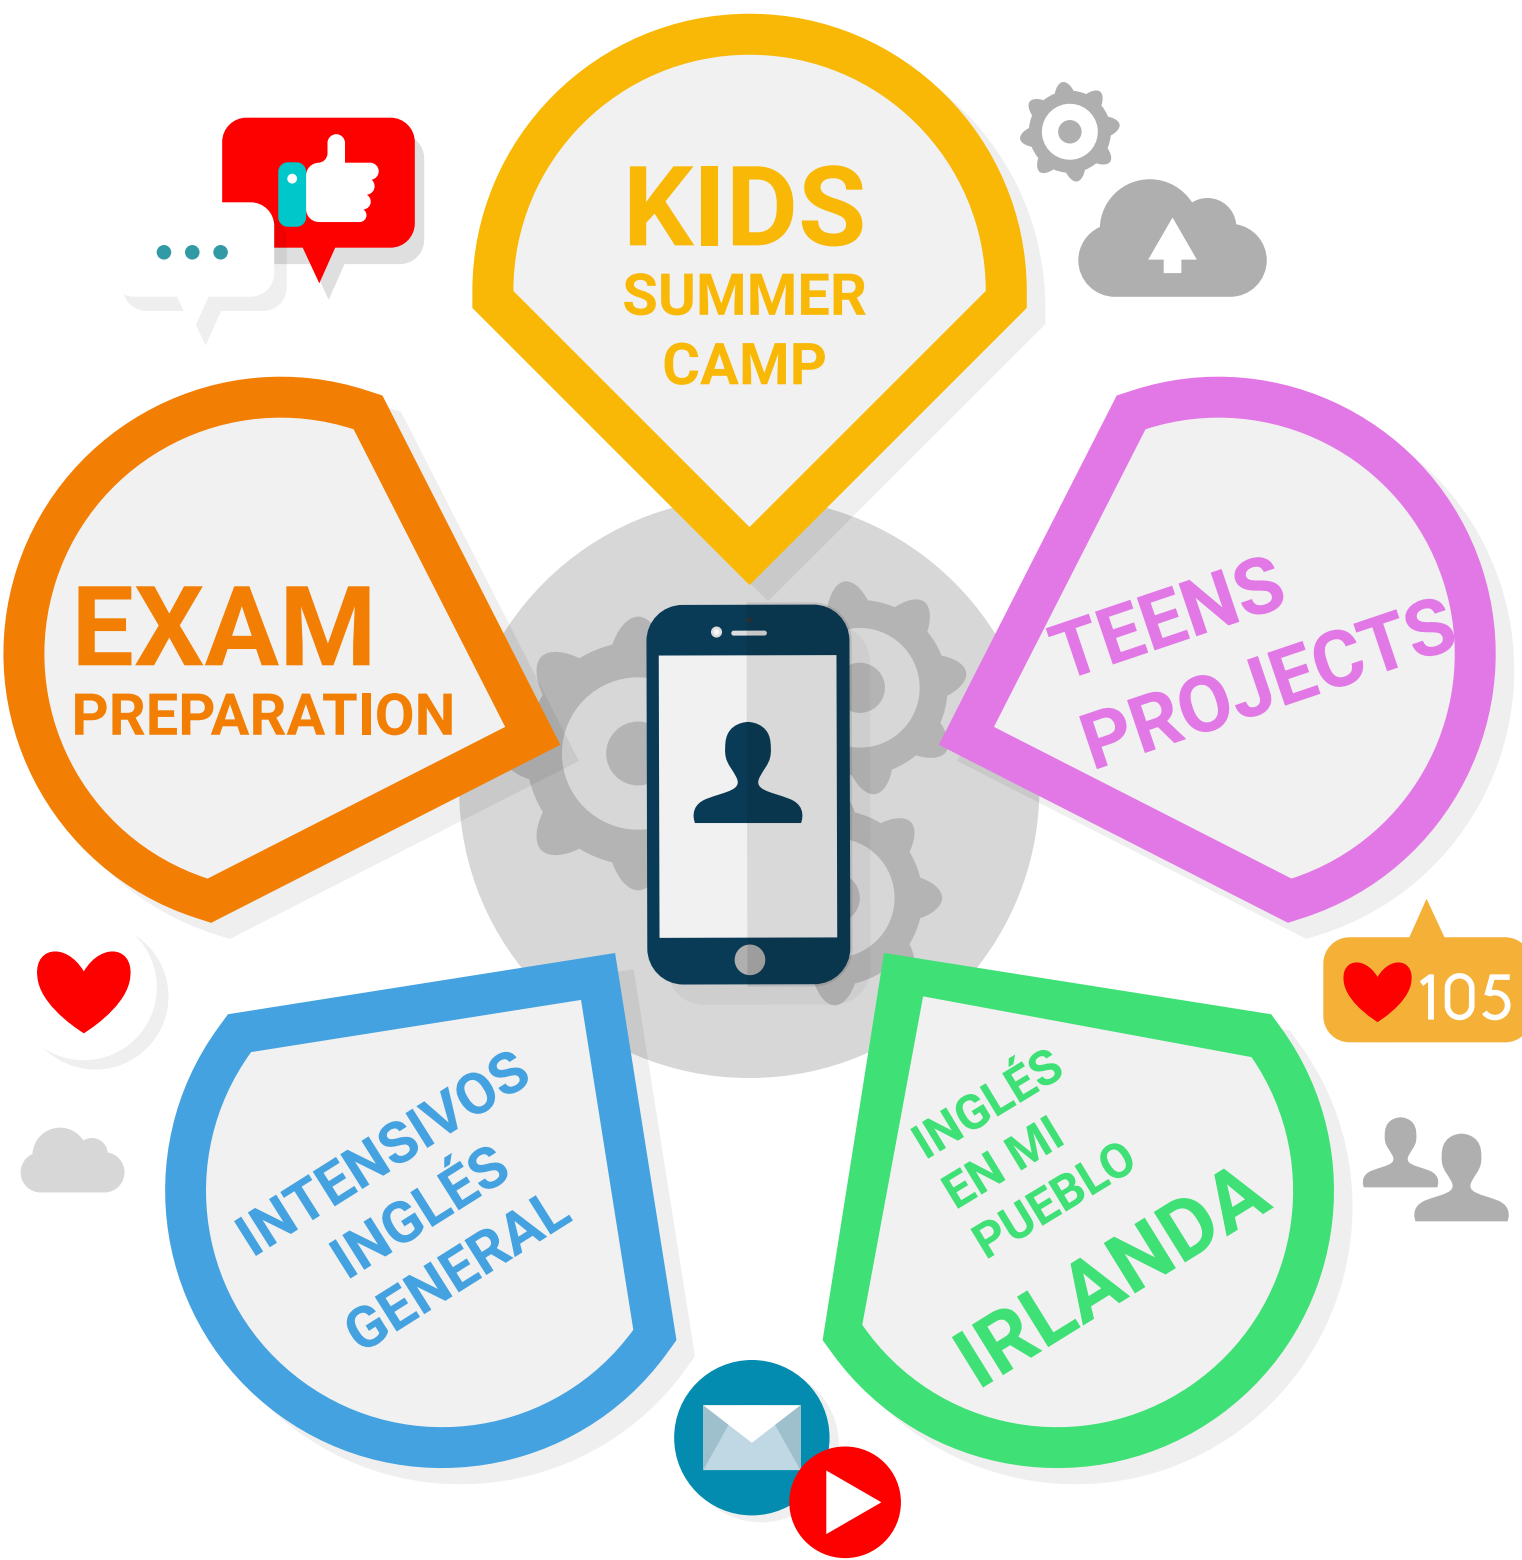 KIDS
SUMMER
CAMP
EXAM
PREPARATION
TEENS
PROJECTS
105
INTENSIVOS
INGLÉS
GENERAL
INGLÉS
EN MI
PUEBLO
IRLANDA